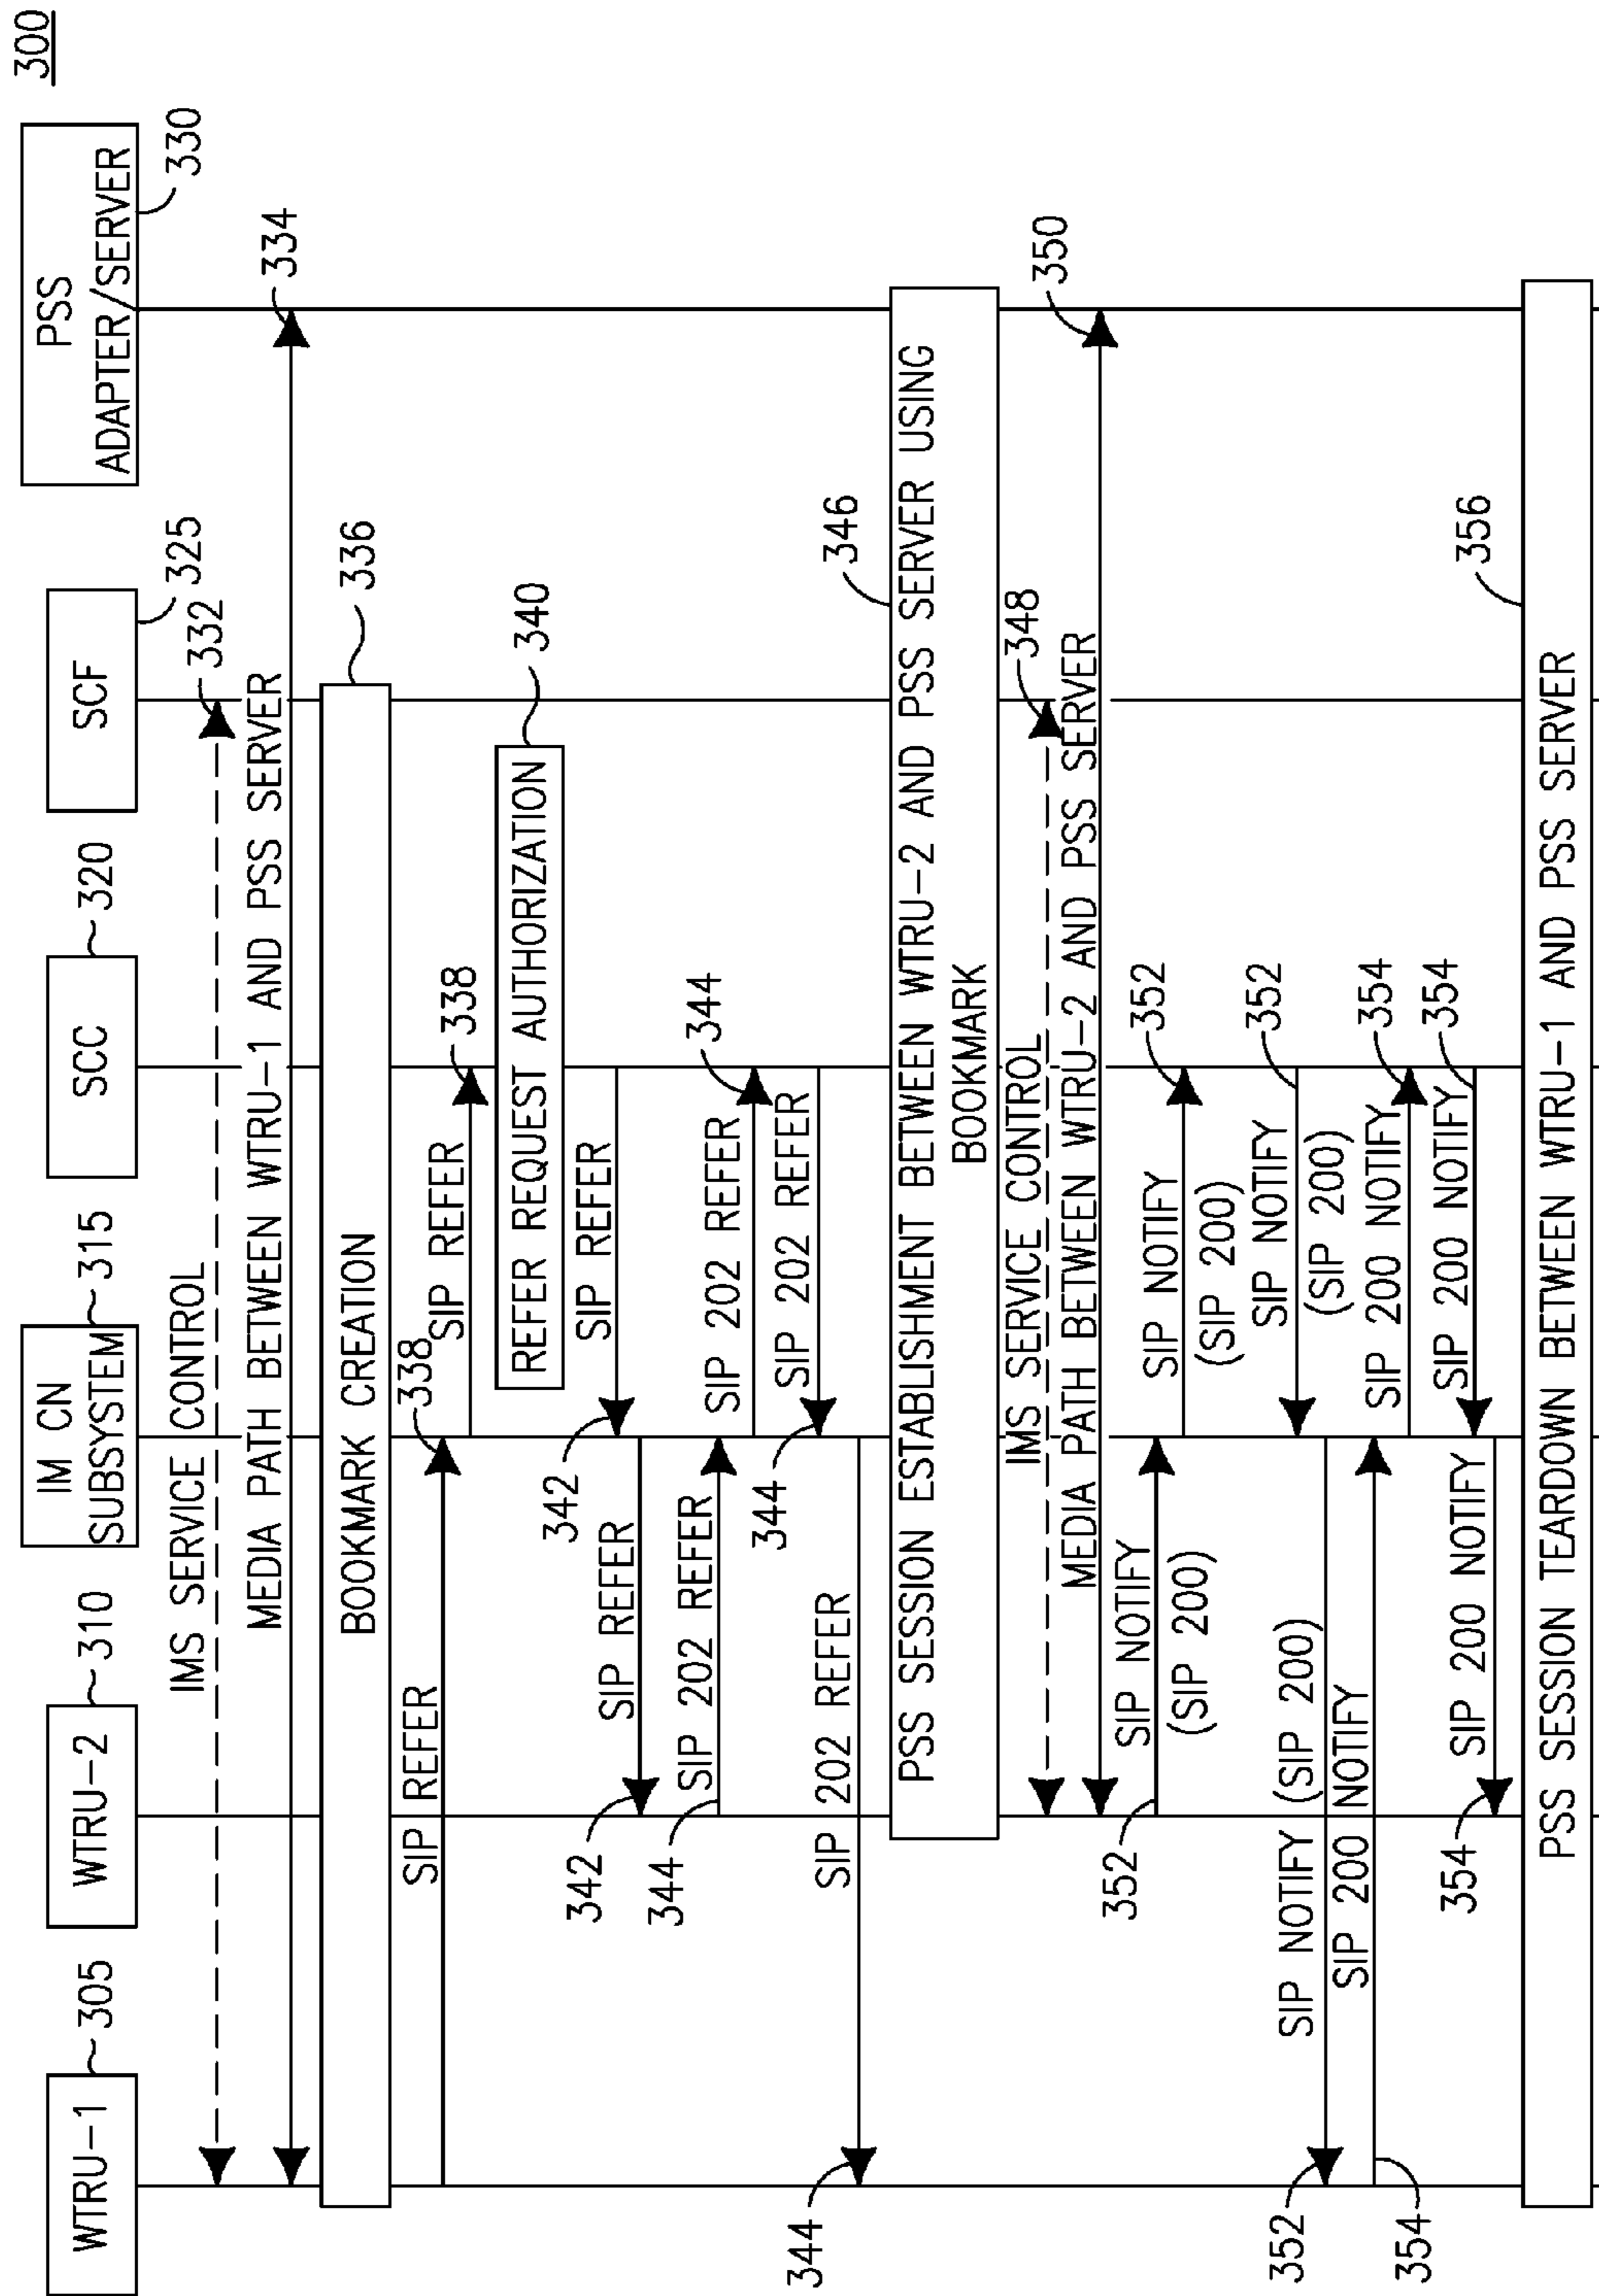 300
WTRU-1
305
WTRU-2
310
IM CN
SUBSYSTEM
315
SCC
320
SCF
325
PSS
ADAPTER/SERVER
330
IMS SERVICE CONTROL
332
MEDIA PATH BETWEEN WTRU-1 AND PSS SERVER
334
BOOKMARK CREATION
336
SIP REFER
338
SIP REFER
338
REFER REQUEST AUTHORIZATION
340
SIP REFER
342
SIP REFER
342
SIP 202 REFER
344
SIP 202 REFER
344
SIP 202 REFER
344
SIP 202 REFER
344
PSS SESSION ESTABLISHMENT BETWEEN WTRU-2 AND PSS SERVER USING
BOOKMARK
346
IMS SERVICE CONTROL
348
MEDIA PATH BETWEEN WTRU-2 AND PSS SERVER
350
SIP NOTIFY
(SIP 200)
352
SIP NOTIFY
(SIP 200)
352
SIP NOTIFY
(SIP 200)
352
SIP NOTIFY (SIP 200)
352
SIP 200 NOTIFY
354
SIP 200 NOTIFY
354
SIP 200 NOTIFY
354
SIP 200 NOTIFY
354
PSS SESSION TEARDOWN BETWEEN WTRU-1 AND PSS SERVER
356